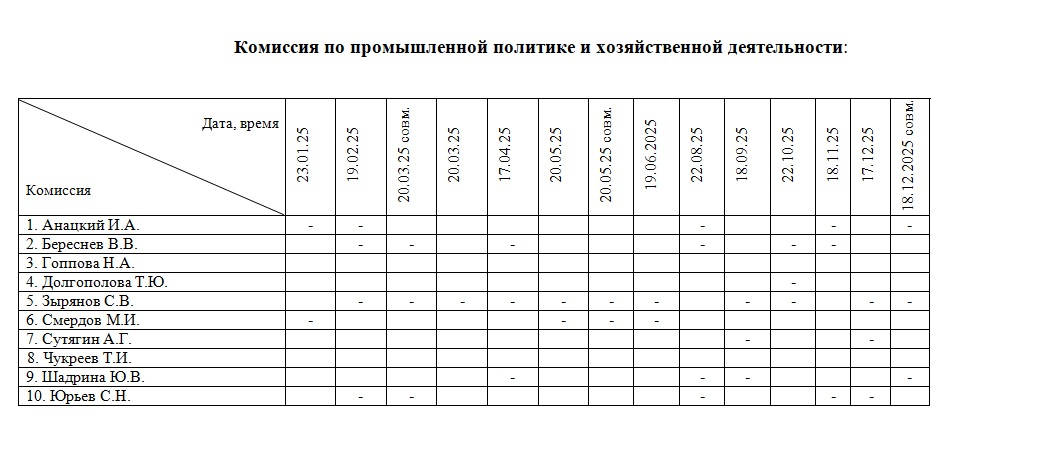 Комиссия по промышленной политике и хозяйственной деятельности:
Дата, время
Комиссия
23.01.25
19.02.25
20.03.25 совм.
20.03.25
17.04.25
20.05.25
20.05.25 совм.
19.06.2025
22.08.25
18.09.25
22.10.25
18.11.25
17.12.25
18.12.2025 совм.
1. Анацкий И.А. - - - - -
2. Береснев В.В. - - - - - -
3. Гоппова Н.А.
4. Долгополова Т.Ю. -
5. Зырянов С.В. - - - - - - - - - - -
6. Смердов М.И. - - - -
7. Сутягин А.Г. - -
8. Чукреев Т.И.
9. Шадрина Ю.В. - - - -
10. Юрьев С.Н. - - - - -